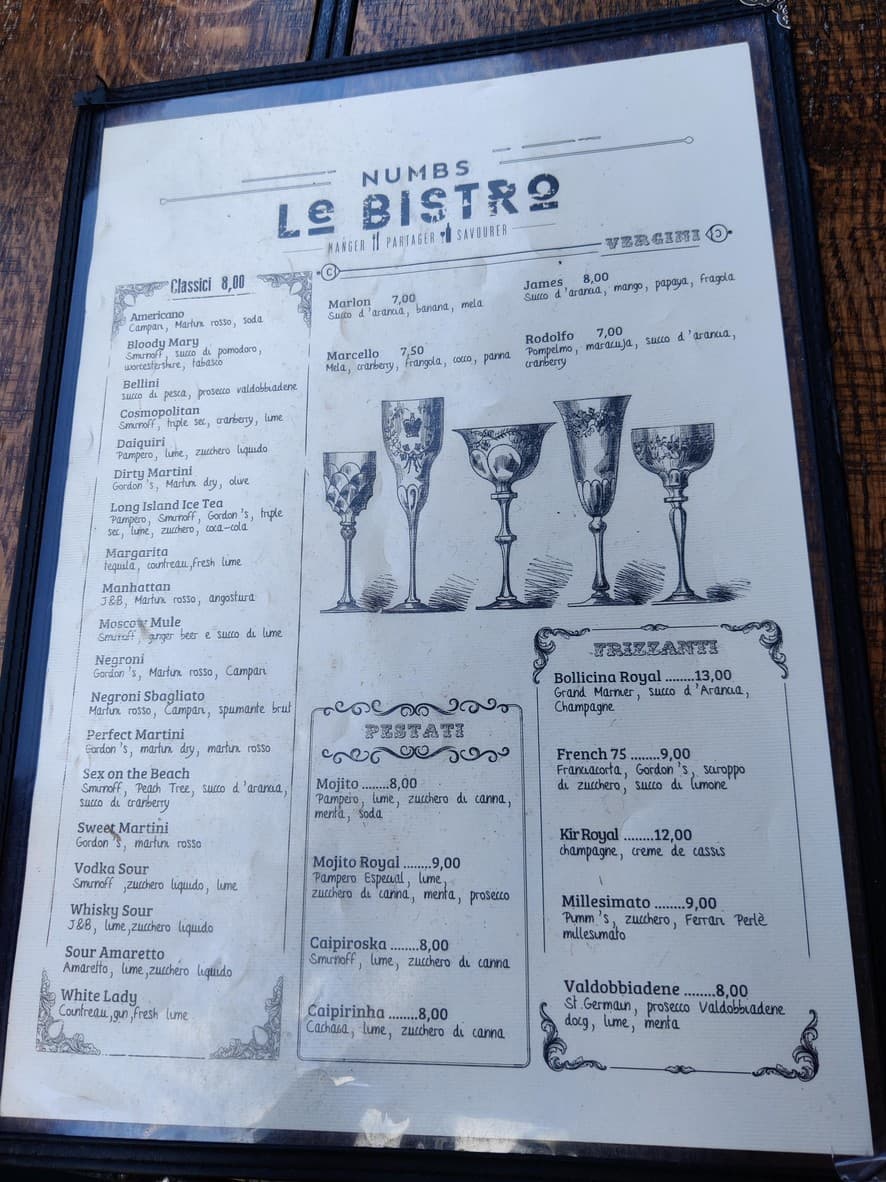 NUMBS
Le BISTRO
MANGER PARTAGER SAVOURER
VERGINI
Classici 8,00
Americano
Campari, Martini rosso, soda
Bloody Mary
Smirnoff, succo di pomodoro,
worcestershire, tabasco
Bellini
succo di pesca, prosecco valdobbiadene
Cosmopolitan
Smirnoff, triple sec, cranberry, lime
Daiquiri
Pampero, lime, zucchero liquido
Dirty Martini
Gordon's, Martini dry, olive
Long Island Ice Tea
Pampero, Smirnoff, Gordon's, triple
sec, lime, zucchero, coca-cola
Margarita
tequila, countreau,fresh lime
Manhattan
J&B, Martini rosso, angostura
Moscow Mule
Smirnoff, ginger beer e succo di lime
Negroni
Gordon's, Martini rosso, Campari
Negroni Sbagliato
Martini rosso, Campari, spumante brut
Perfect Martini
Gordon's, martini dry, martini rosso
Sex on the Beach
Smirnoff, Peach Tree, succo d'arancia,
succo di cranberry
Sweet Martini
Gordon's, martini rosso
Vodka Sour
Smirnoff ,zucchero liquido, lime
Whisky Sour
J&B, lime,zucchero liquido
Sour Amaretto
Amaretto, lime,zucchero liquido
White Lady
Countreau,gin,fresh lime
Marlon 7,00
Succo d'arancia, banana, mela
James 8,00
Succo d'arancia, mango, papaya, fragola
Marcello 7,50
Mela, cranberry, frangola, cocco, panna
Rodolfo 7,00
Pompelmo, maracuja, succo d'arancia,
cranberry
PESTATI
Mojito ........8,00
Pampero, lime, zucchero di canna,
menta, soda
Mojito Royal ........9,00
Pampero Especial, lime,
zucchero di canna, menta, prosecco
Caipiroska ........8,00
Smirnoff, lime, zucchero di canna
Caipirinha ........8,00
Cachasa, lime, zucchero di canna
FRIZZANTI
Bollicina Royal ........13,00
Grand Marnier, succo d'Arancia,
Champagne
French 75 ........9,00
Franciacorta, Gordon's, sciroppo
di zucchero, succo di limone
Kir Royal ........12,00
champagne, creme de cassis
Millesimato ........9,00
Pimm's, zucchero, Ferrari Perlè
millesimato
Valdobbiadene ........8,00
St.Germain, prosecco Valdobbiadene
docg, lime, menta